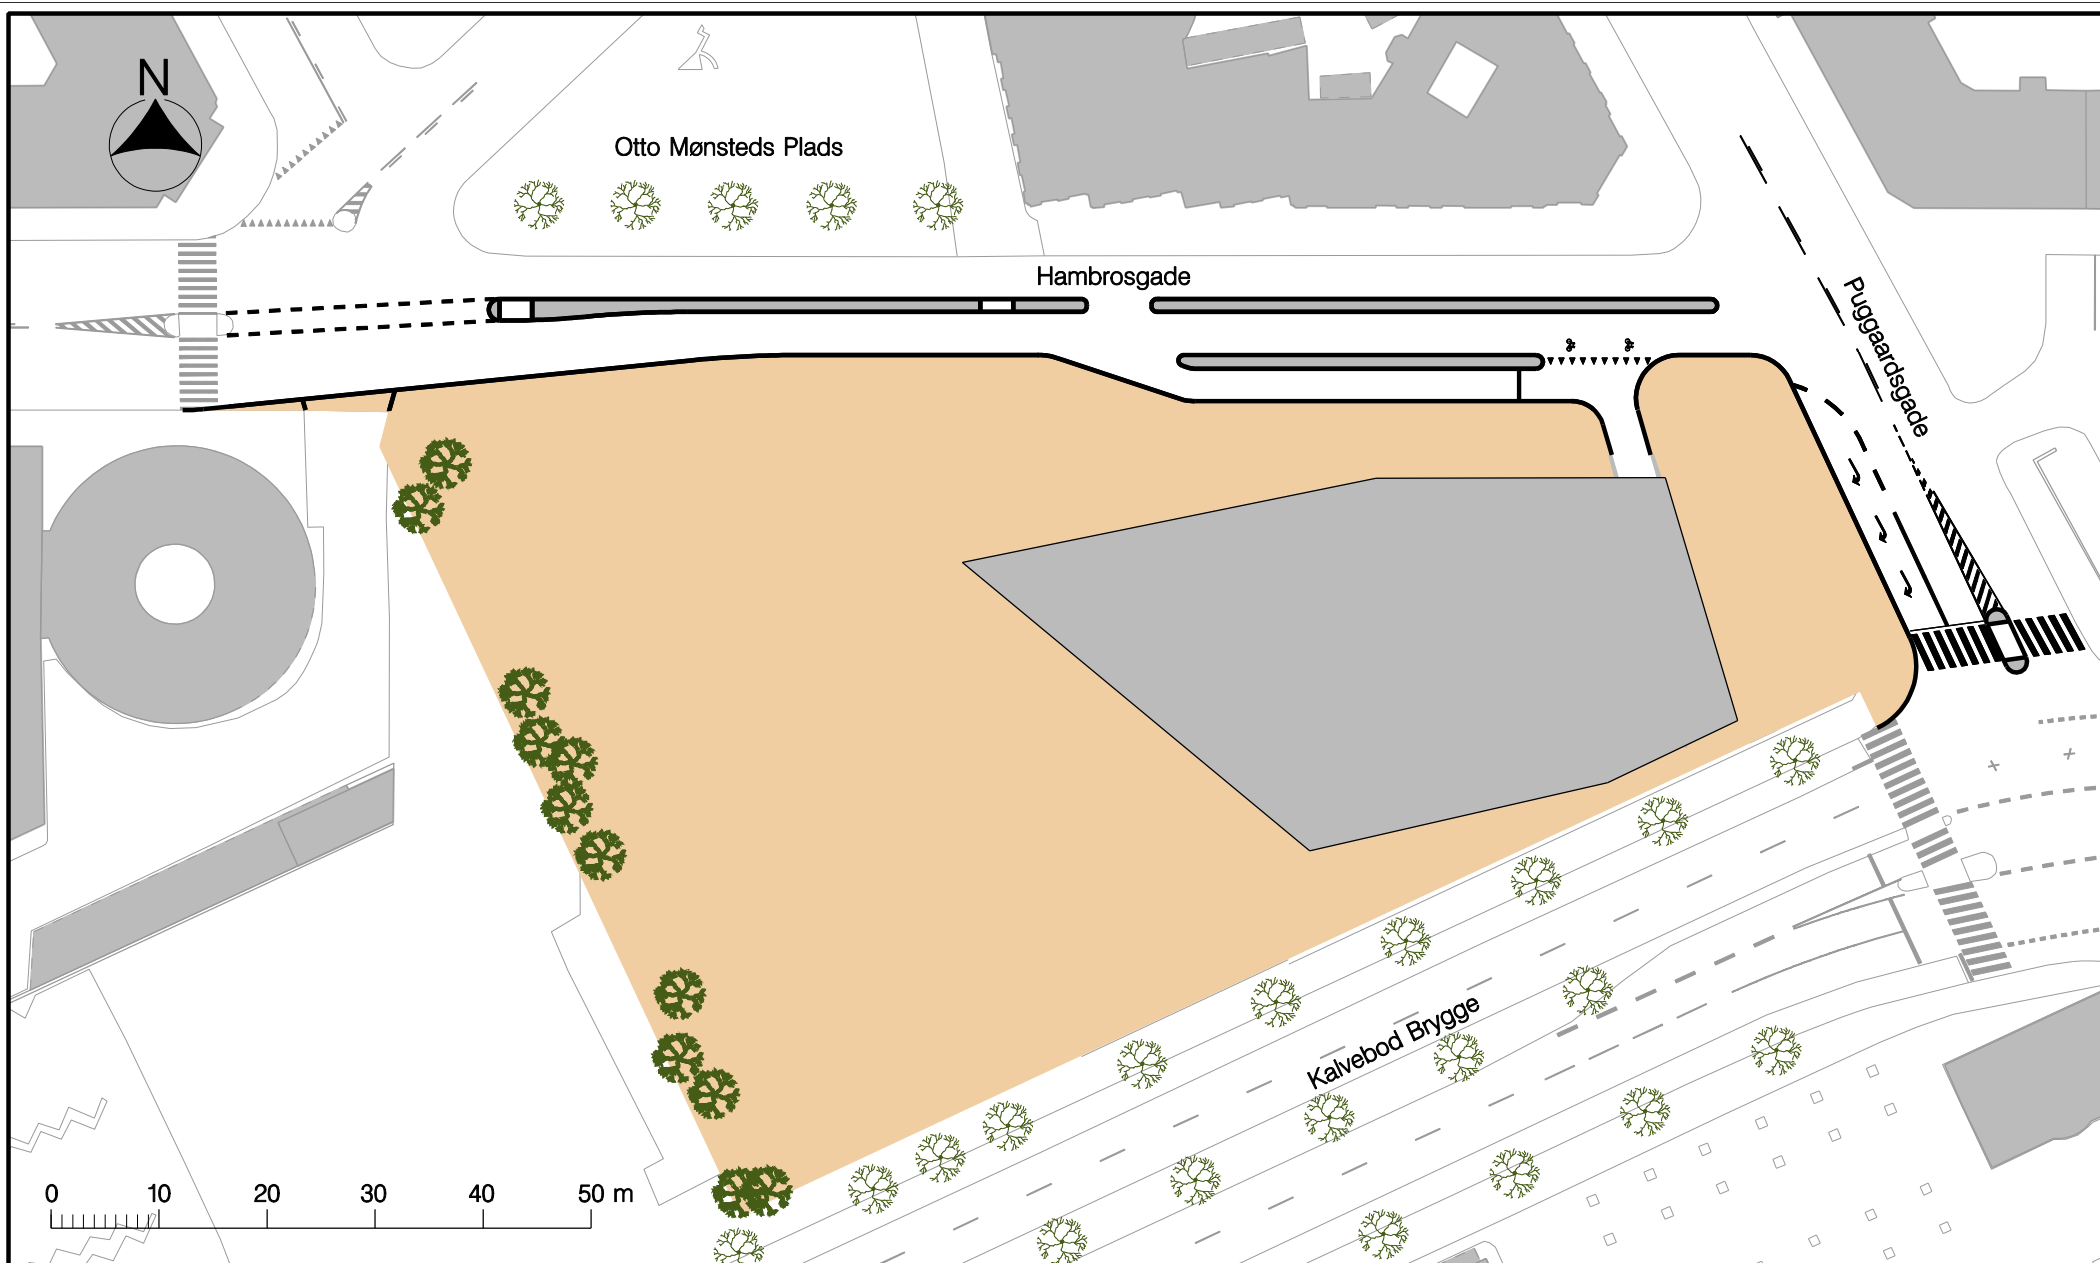 N
Otto Mønsteds Plads
Hambrosgade
Puggaardsgade
Kalvebod Brygge
0 10 20 30 40 50 m